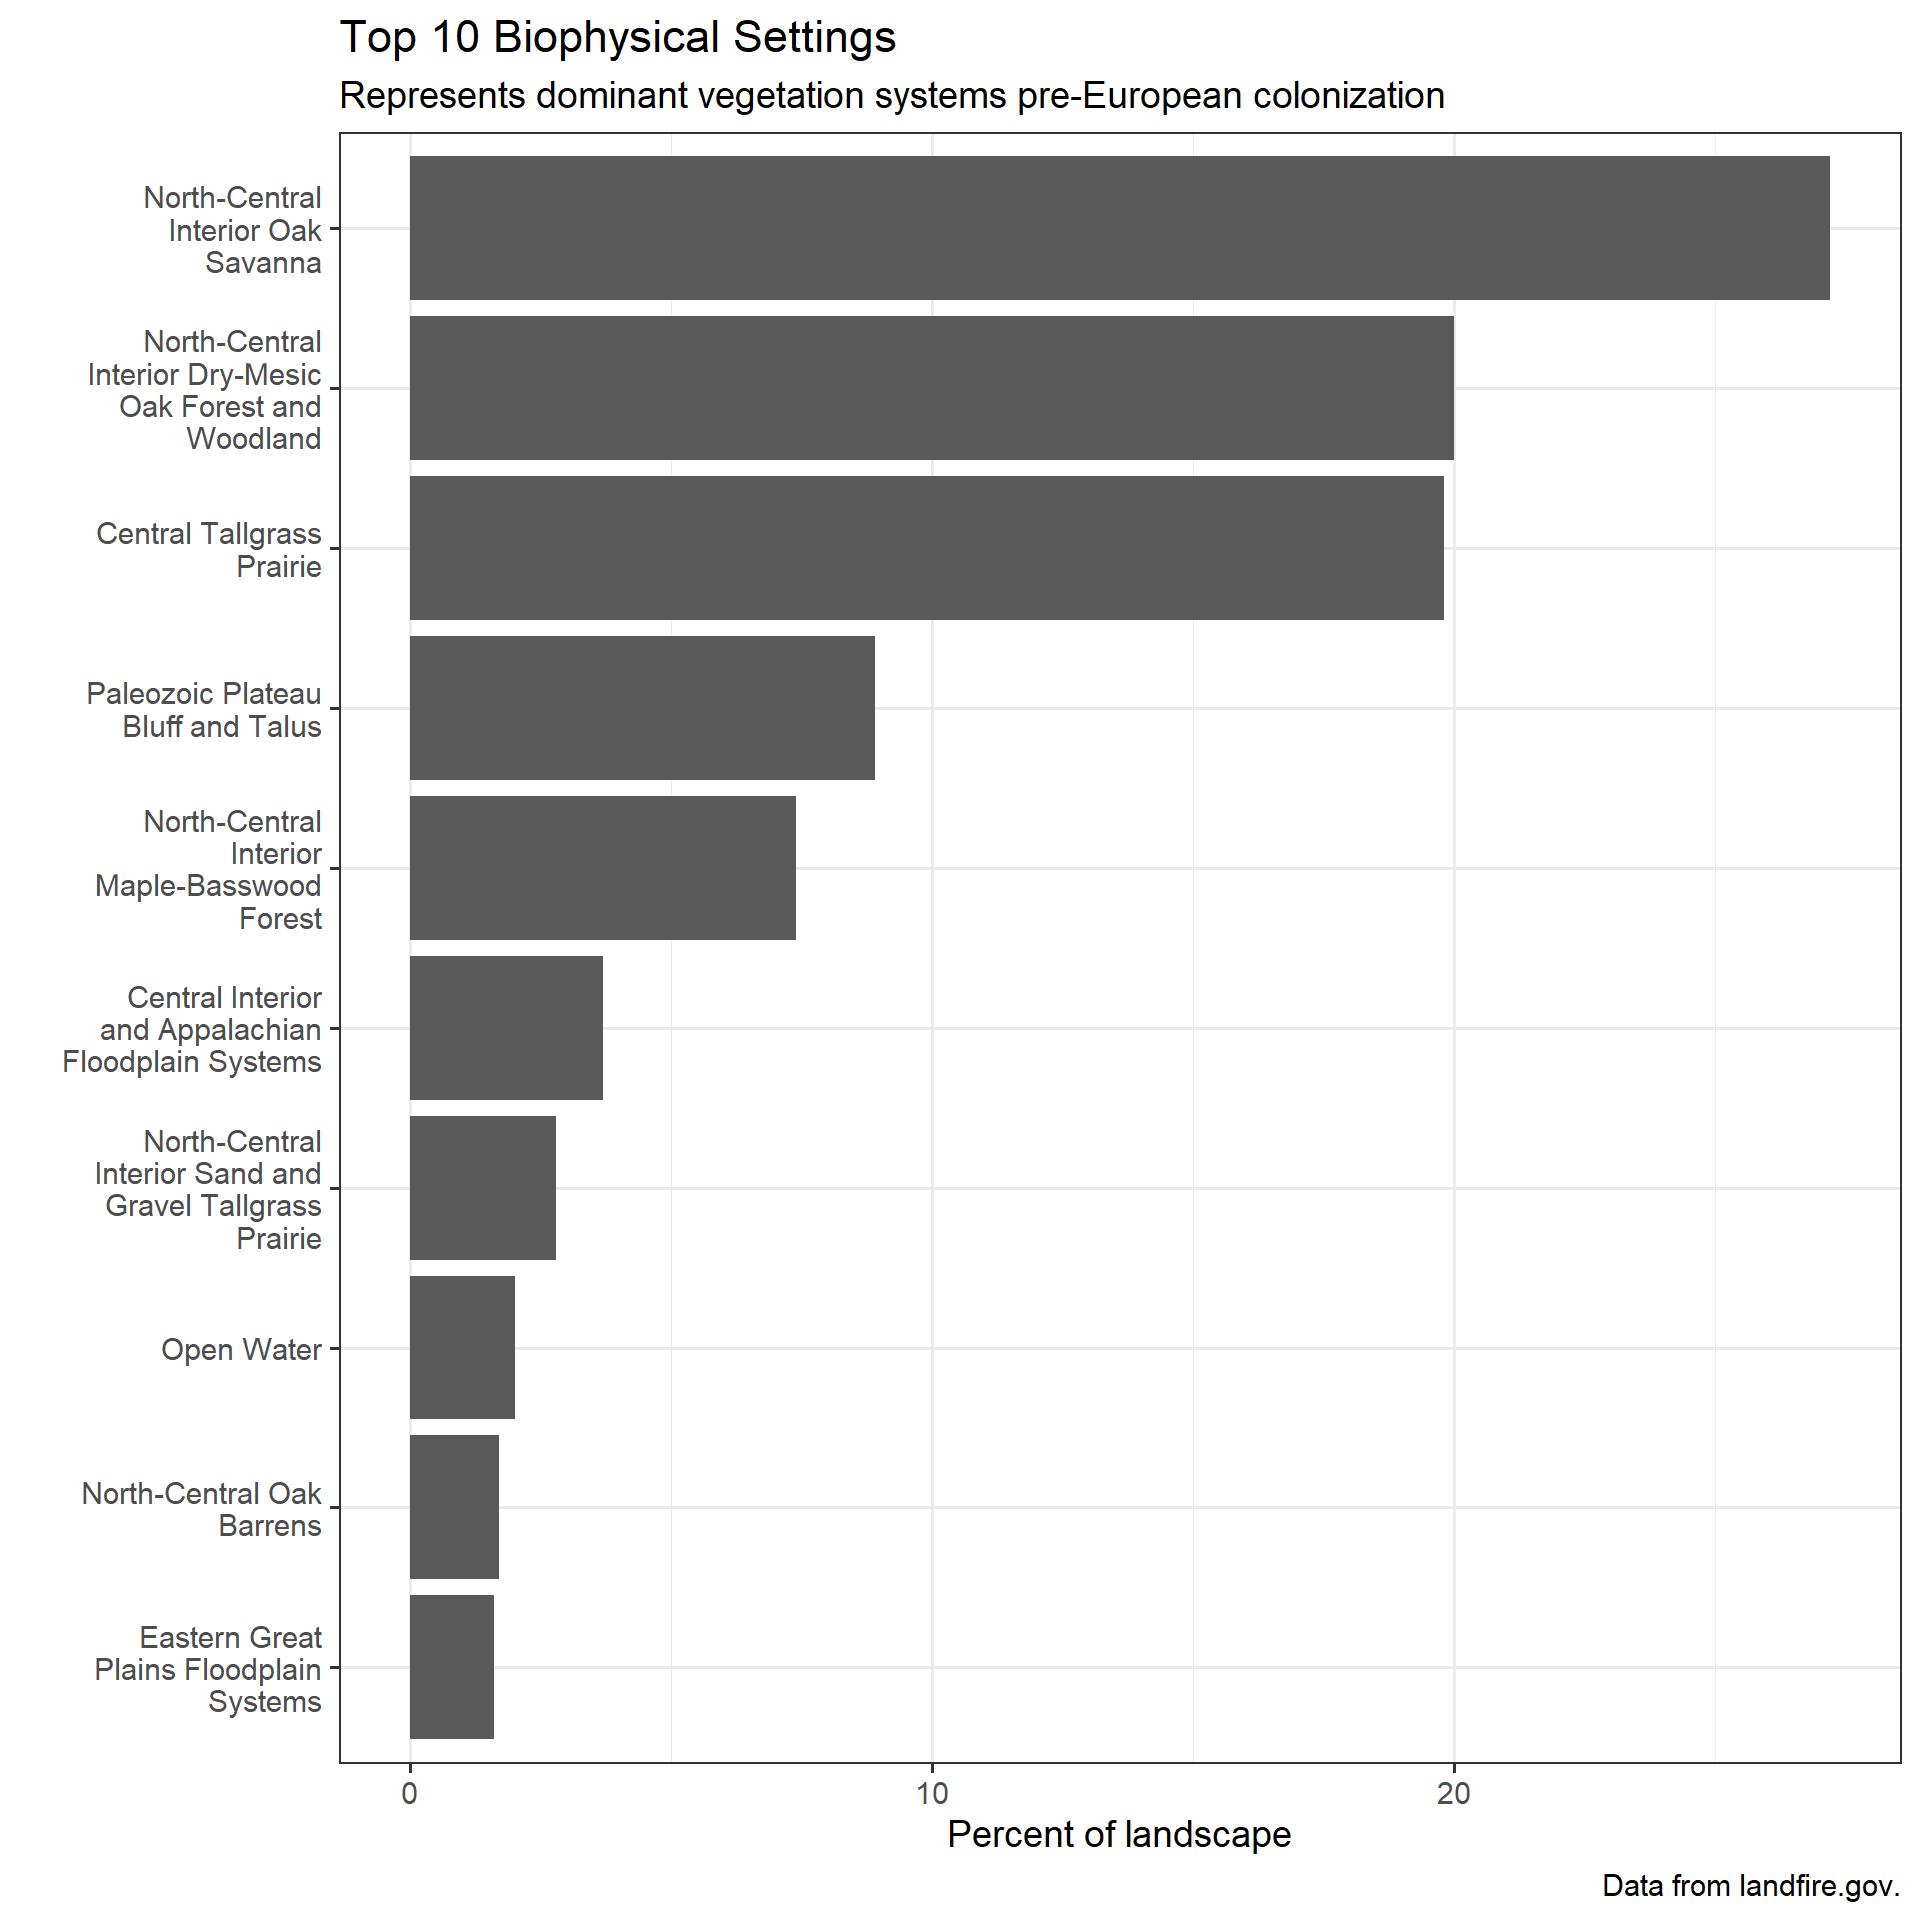 Top 10 Biophysical Settings
Represents dominant vegetation systems pre-European colonization
North-Central
Interior Oak
Savanna
North-Central
Interior Dry-Mesic
Oak Forest and
Woodland
Central Tallgrass
Prairie
Paleozoic Plateau
Bluff and Talus
North-Central
Interior
Maple-Basswood
Forest
Central Interior
and Appalachian
Floodplain Systems
North-Central
Interior Sand and
Gravel Tallgrass
Prairie
Open Water
North-Central Oak
Barrens
Eastern Great
Plains Floodplain
Systems
0 10 20
Percent of landscape
Data from landfire.gov.